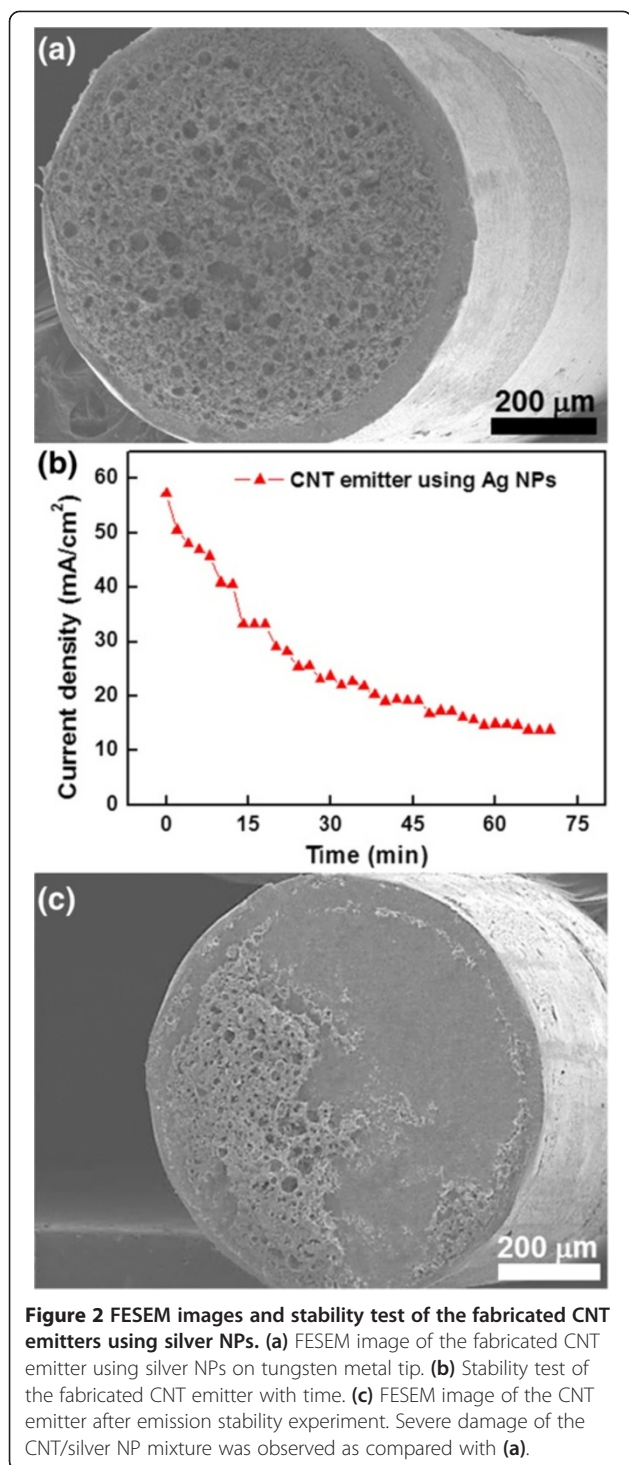 (a)
200 μm
(b)
60
50
40
30
20
10
0
Current density (mA/cm²)
CNT emitter using Ag NPs
0 15 30 45 60 75
Time (min)
(c)
200 μm
Figure 2 FESEM images and stability test of the fabricated CNT
emitters using silver NPs. (a) FESEM image of the fabricated CNT
emitter using silver NPs on tungsten metal tip. (b) Stability test of
the fabricated CNT emitter with time. (c) FESEM image of the CNT
emitter after emission stability experiment. Severe damage of the
CNT/silver NP mixture was observed as compared with (a).